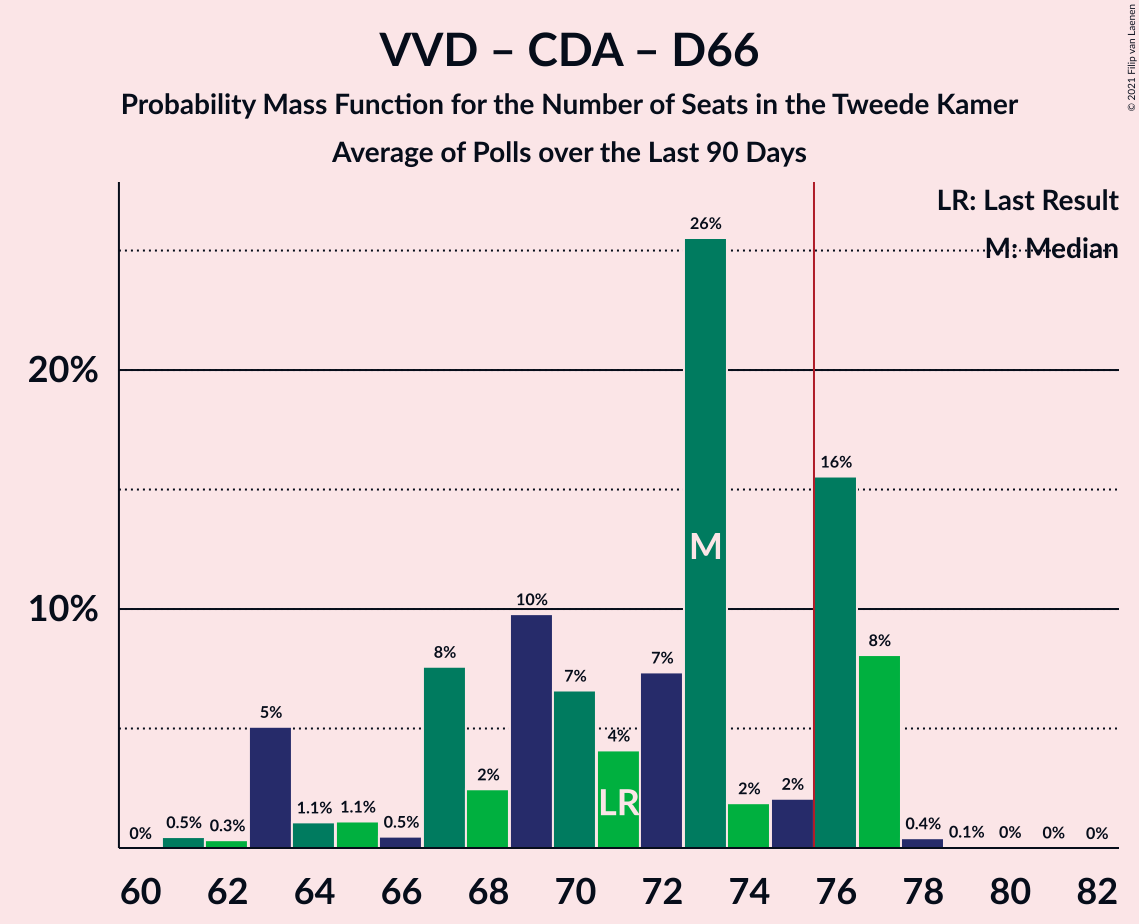 VVD – CDA – D66
Probability Mass Function for the Number of Seats in the Tweede Kamer
Average of Polls over the Last 90 Days
© 2021 Filip van Laenen
LR: Last Result
M: Median
20%
10%
0%
0.5%
0.3%
5%
1.1%
1.1%
0.5%
8%
2%
10%
7%
4%
7%
26%
2%
2%
16%
8%
0.4%
0.1%
0%
0%
0%
M
LR
60 62 64 66 68 70 72 74 76 78 80 82